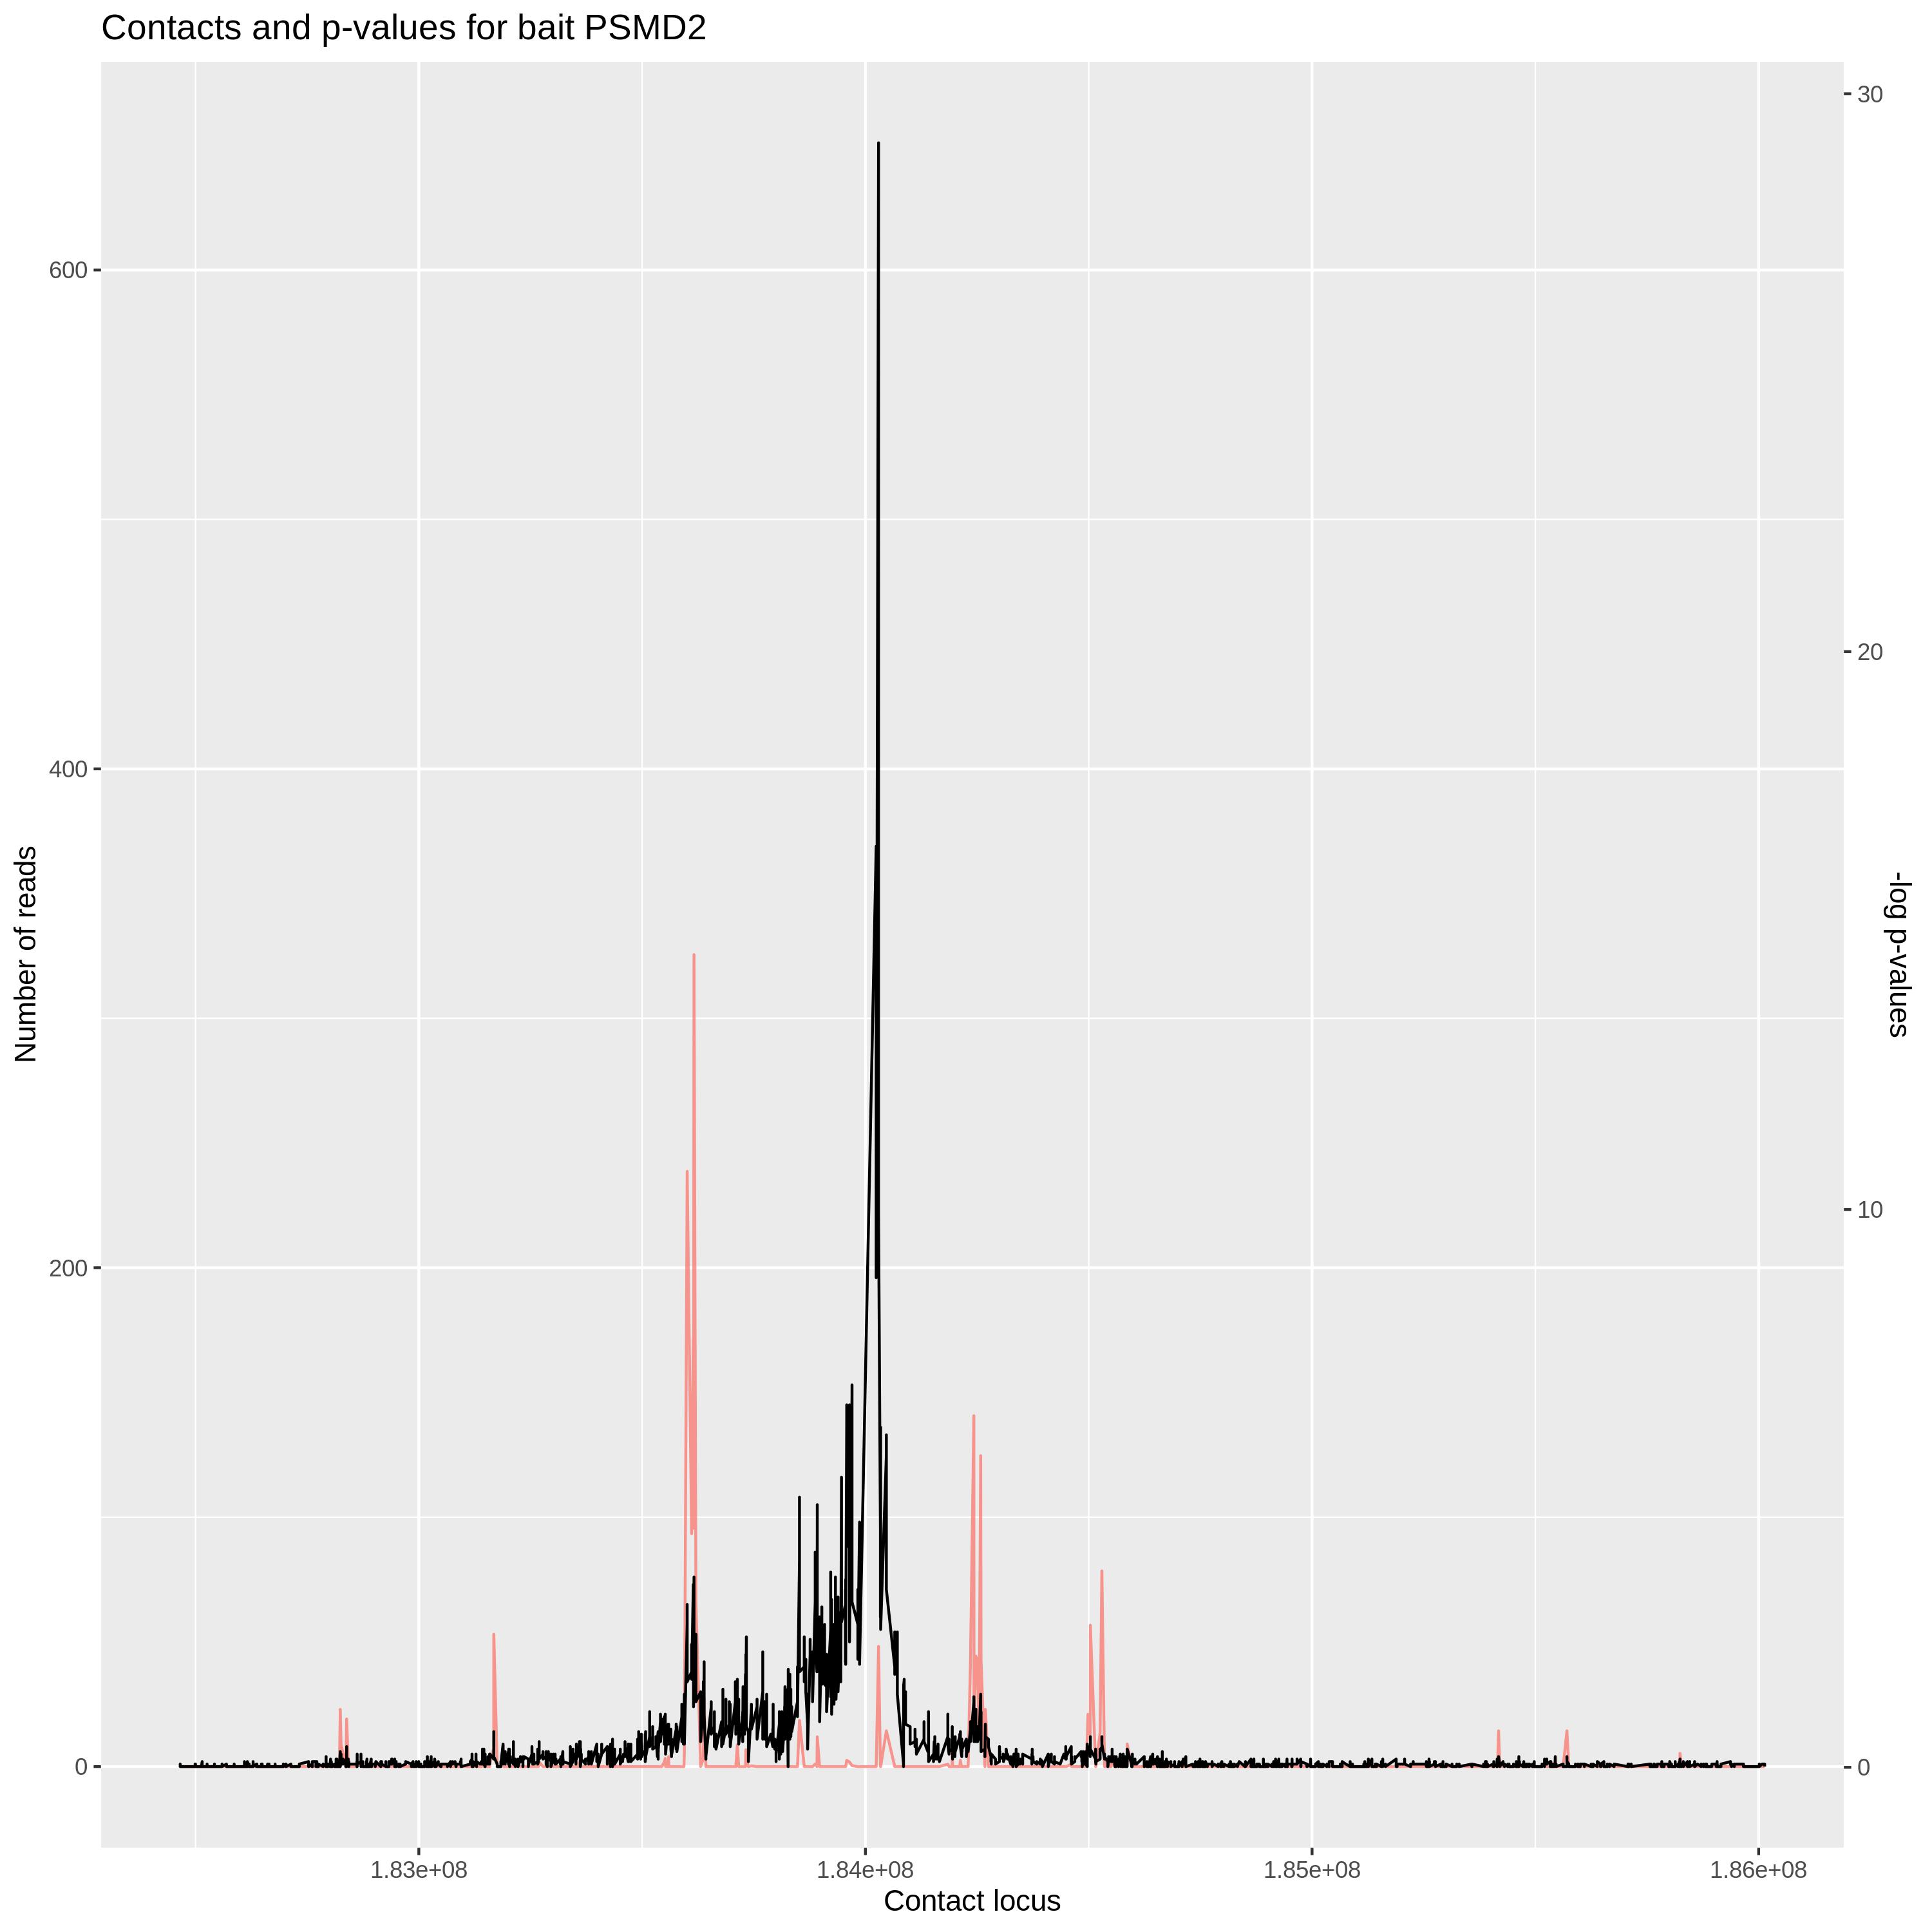 Contacts and p-values for bait PSMD2
600
400
200
0
Number of reads
30
20
10
0
-log p-values
1.83e+08
1.84e+08
1.85e+08
1.86e+08
Contact locus